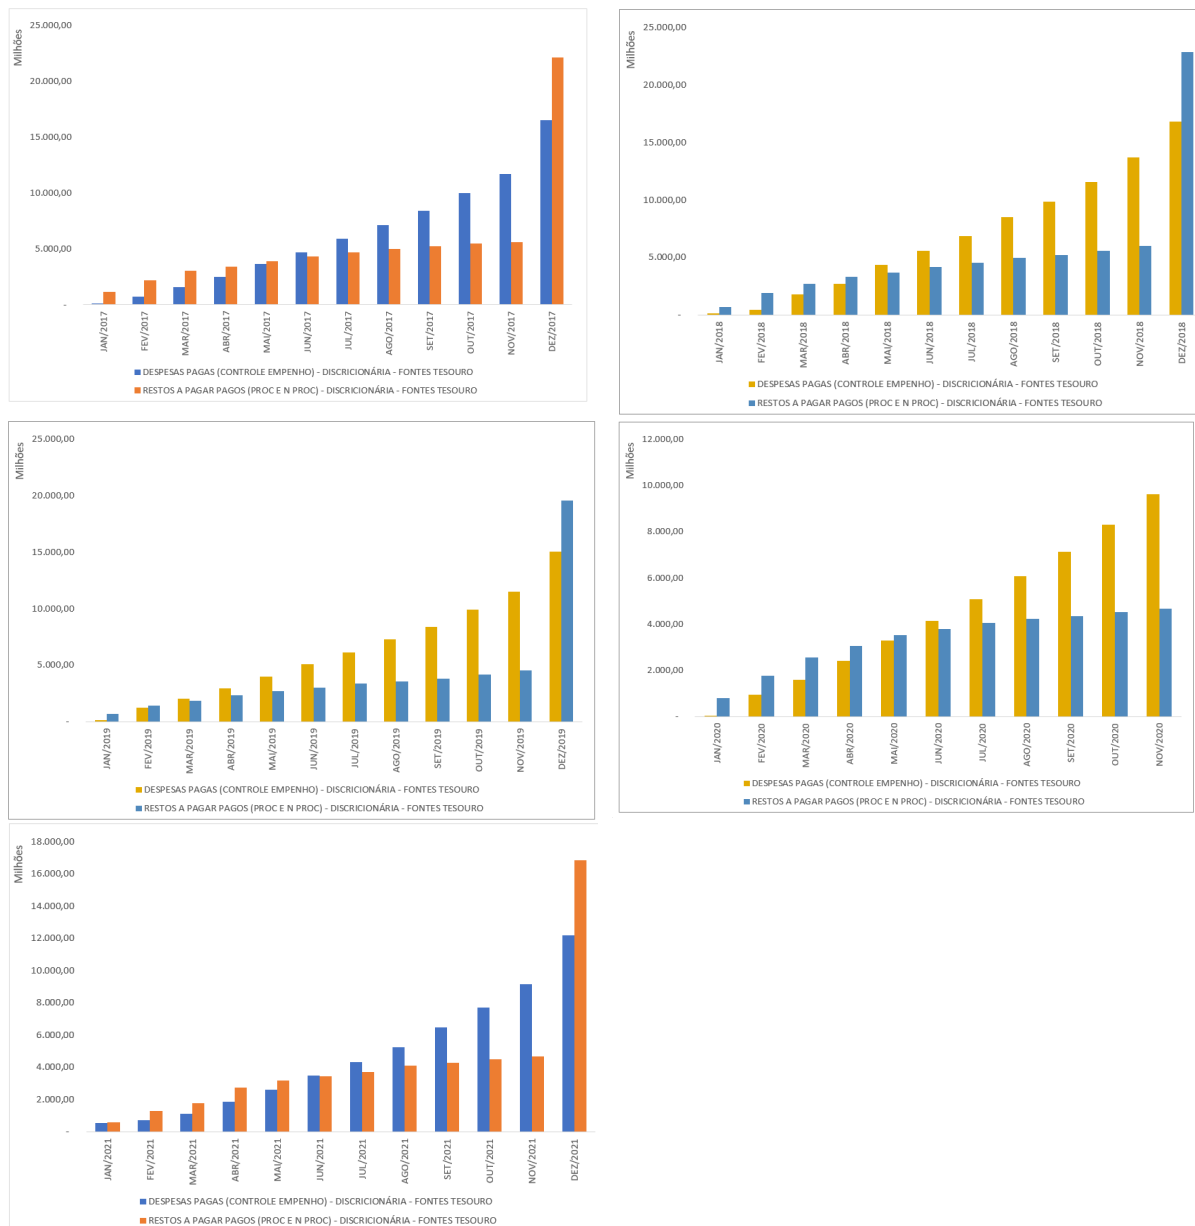 Milhões
25.000,00
20.000,00
15.000,00
10.000,00
5.000,00
-
JAN/2017
FEV/2017
MAR/2017
ABR/2017
MAI/2017
JUN/2017
JUL/2017
AGO/2017
SET/2017
OUT/2017
NOV/2017
DEZ/2017
DESPESAS PAGAS (CONTROLE EMPENHO) - DISCRICIONÁRIA - FONTES TESOURO
RESTOS A PAGAR PAGOS (PROC E N PROC) - DISCRICIONÁRIA - FONTES TESOURO
Milhões
25.000,00
20.000,00
15.000,00
10.000,00
5.000,00
-
JAN/2018
FEV/2018
MAR/2018
ABR/2018
MAI/2018
JUN/2018
JUL/2018
AGO/2018
SET/2018
OUT/2018
NOV/2018
DEZ/2018
DESPESAS PAGAS (CONTROLE EMPENHO) - DISCRICIONÁRIA - FONTES TESOURO
RESTOS A PAGAR PAGOS (PROC E N PROC) - DISCRICIONÁRIA - FONTES TESOURO
Milhões
25.000,00
20.000,00
15.000,00
10.000,00
5.000,00
-
JAN/2019
FEV/2019
MAR/2019
ABR/2019
MAI/2019
JUN/2019
JUL/2019
AGO/2019
SET/2019
OUT/2019
NOV/2019
DEZ/2019
DESPESAS PAGAS (CONTROLE EMPENHO) - DISCRICIONÁRIA - FONTES TESOURO
RESTOS A PAGAR PAGOS (PROC E N PROC) - DISCRICIONÁRIA - FONTES TESOURO
Milhões
12.000,00
10.000,00
8.000,00
6.000,00
4.000,00
2.000,00
-
JAN/2020
FEV/2020
MAR/2020
ABR/2020
MAI/2020
JUN/2020
JUL/2020
AGO/2020
SET/2020
OUT/2020
NOV/2020
DESPESAS PAGAS (CONTROLE EMPENHO) - DISCRICIONÁRIA - FONTES TESOURO
RESTOS A PAGAR PAGOS (PROC E N PROC) - DISCRICIONÁRIA - FONTES TESOURO
Milhões
18.000,00
16.000,00
14.000,00
12.000,00
10.000,00
8.000,00
6.000,00
4.000,00
2.000,00
-
JAN/2021
FEV/2021
MAR/2021
ABR/2021
MAI/2021
JUN/2021
JUL/2021
AGO/2021
SET/2021
OUT/2021
NOV/2021
DEZ/2021
DESPESAS PAGAS (CONTROLE EMPENHO) - DISCRICIONÁRIA - FONTES TESOURO
RESTOS A PAGAR PAGOS (PROC E N PROC) - DISCRICIONÁRIA - FONTES TESOURO